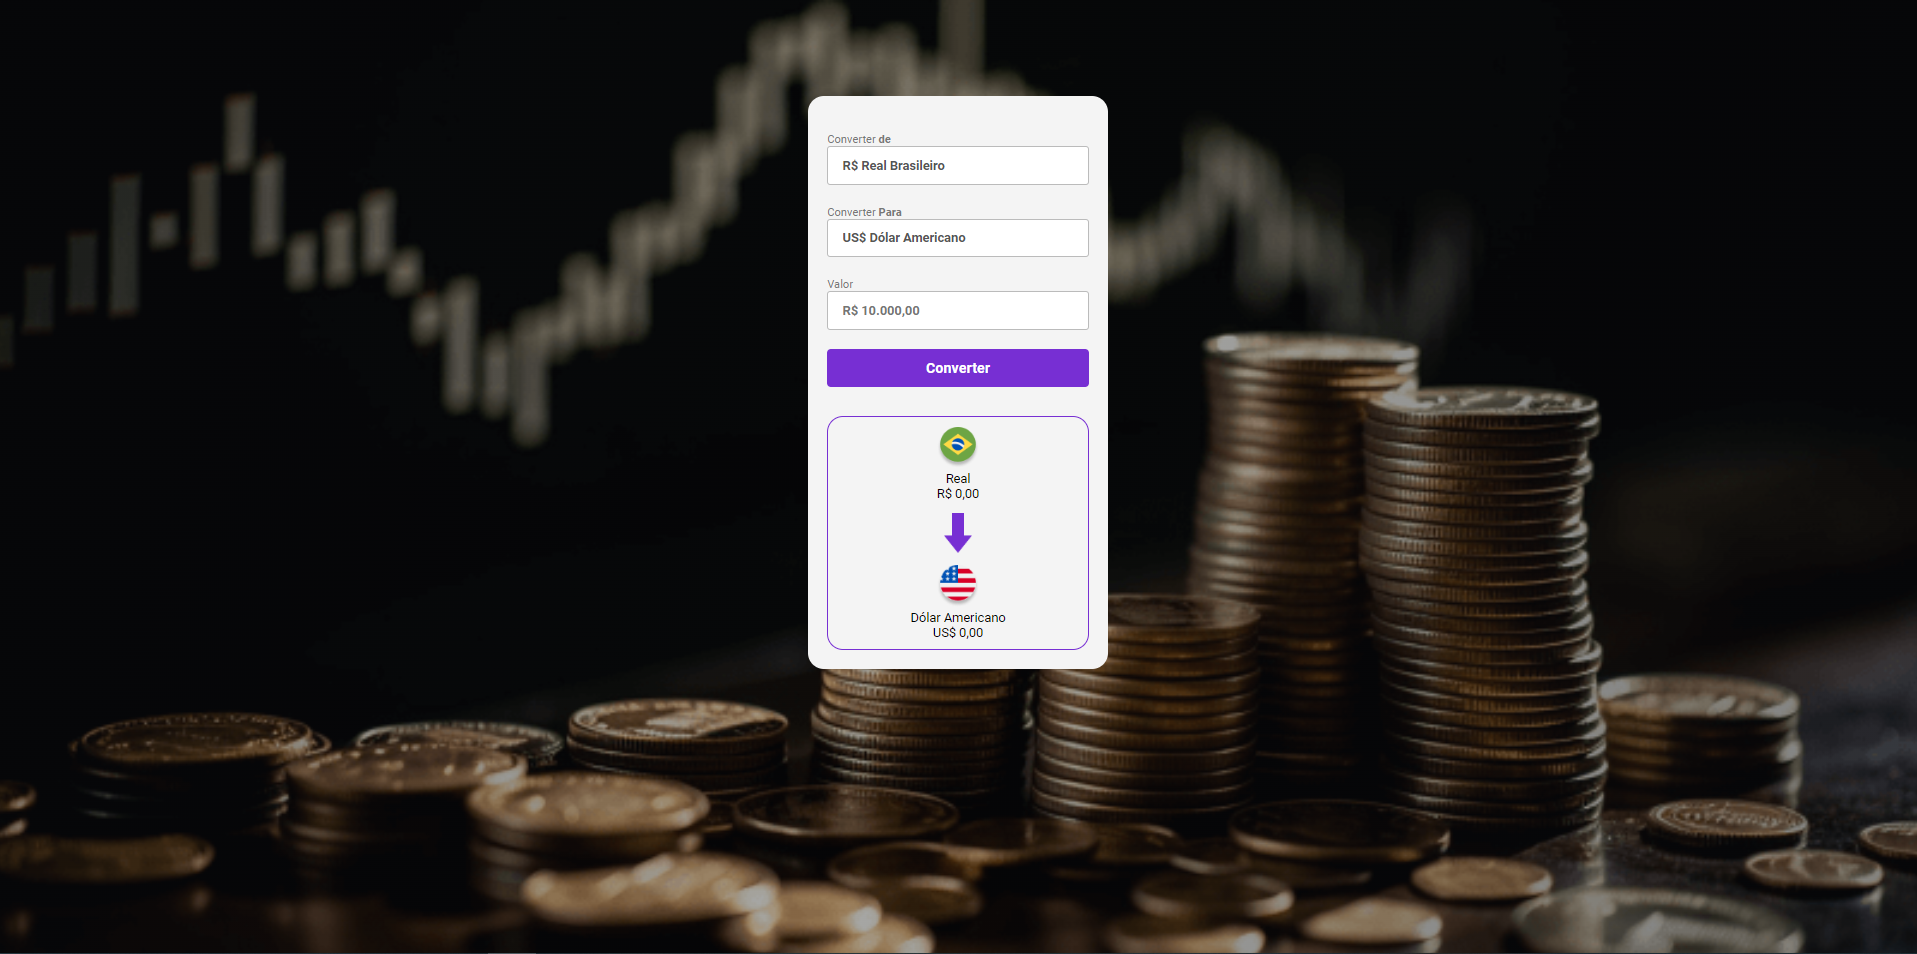 Converter de
R$ Real Brasileiro
Converter Para
US$ Dólar Americano
Valor
R$ 10.000,00
Converter
Real
R$ 0,00
Dólar Americano
US$ 0,00